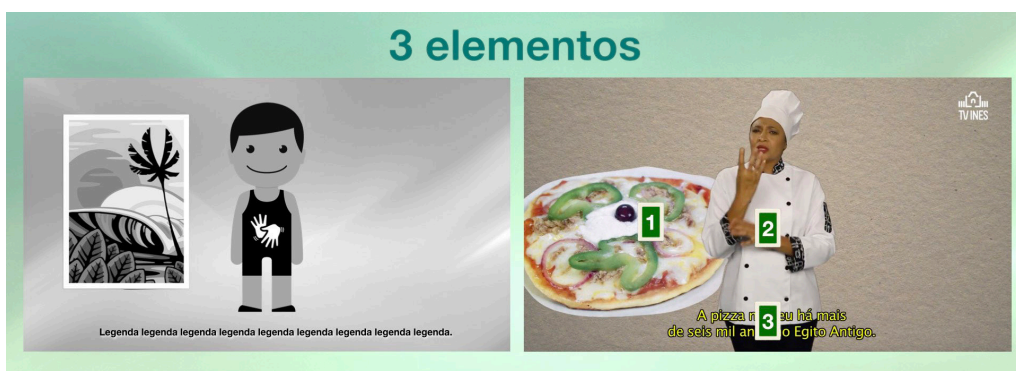 3 elementos
Legenda legenda legenda legenda legenda legenda legenda legenda legenda.
TV INES
1
2
A pizza há mais
3
de seis mil Egito Antigo.